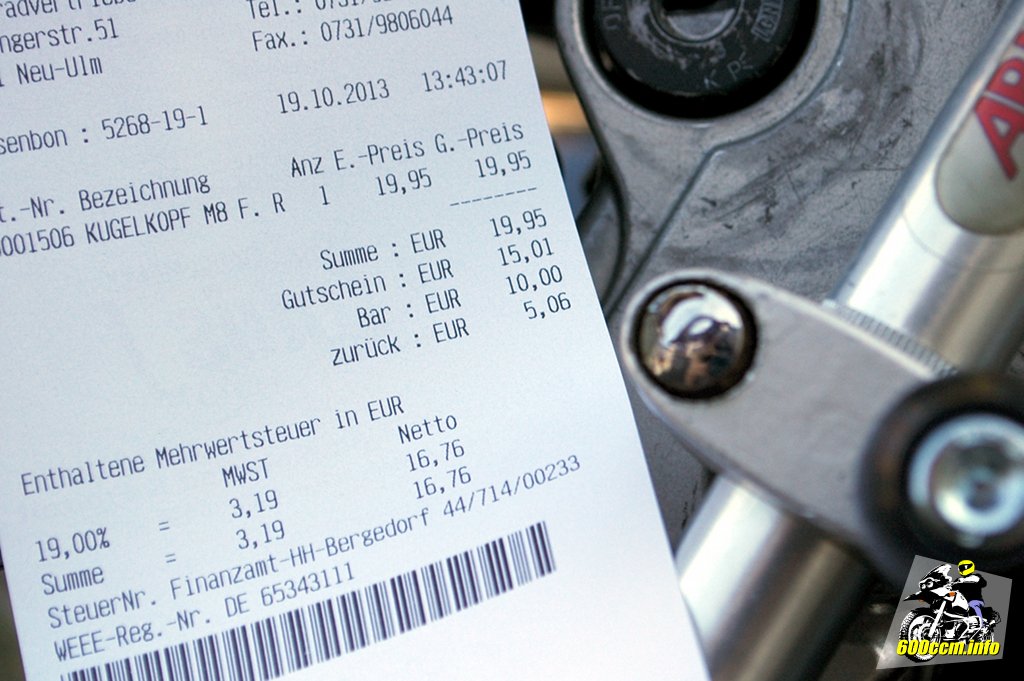 Tel.: 0731/
ngerstr.51
Fax.: 0731/9806044
Neu-Ulm
senbon : 5268-19-1 19.10.2013 13:43:07
t.-Nr. Bezeichnung Anz E.-Preis G.-Preis
001506 KUGELKOPF M8 F. R 1 19,95 19,95
--------
Summe : EUR 19,95
Gutschein : EUR 15,01
Bar : EUR 10,00
zurück : EUR 5,06
Enthaltene Mehrwertsteuer in EUR
MWST Netto
19,00% = 3,19 16,76
Summe = 3,19 16,76
SteuerNr. Finanzamt-HH-Bergedorf 44/714/00233
WEEE-Reg.-Nr. DE 65343111
600ccm.info